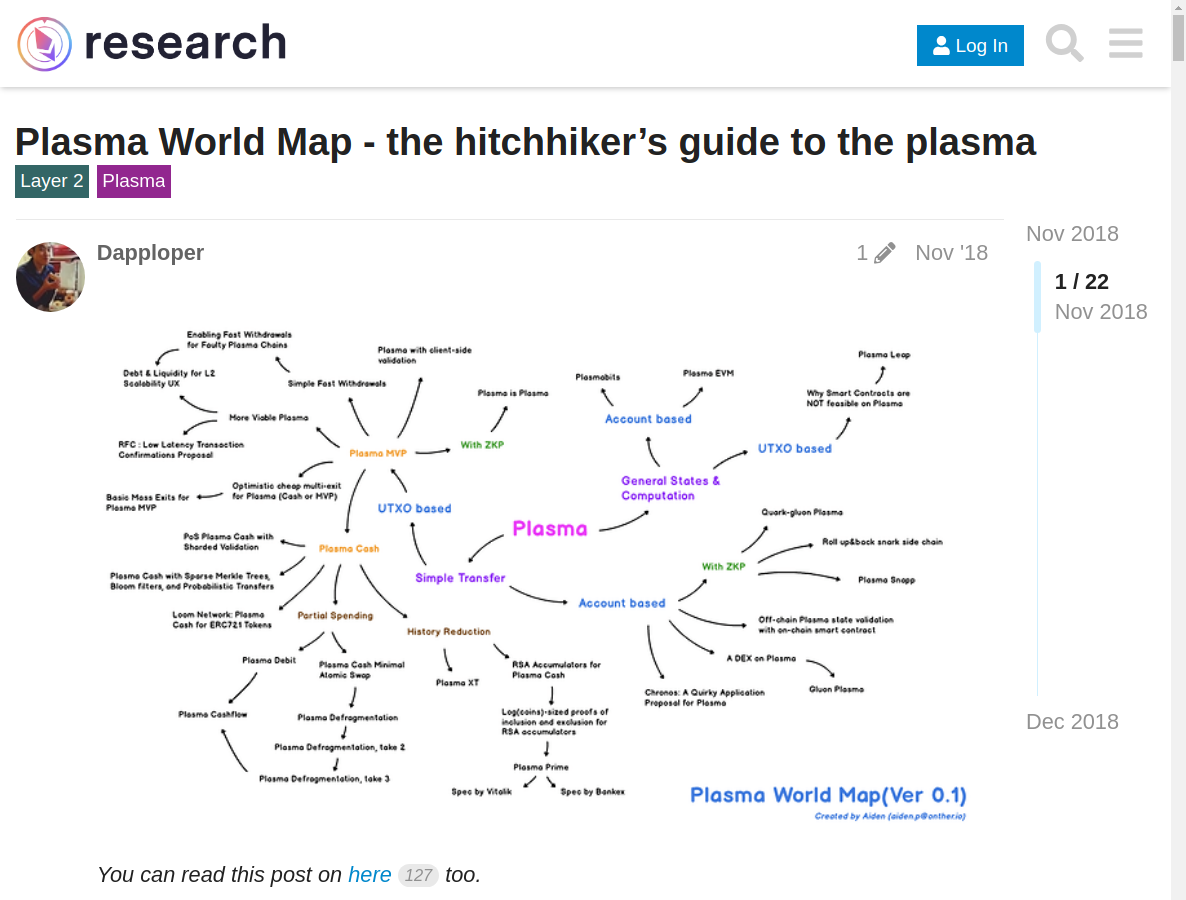 research
Log In
Plasma World Map - the hitchhiker’s guide to the plasma
Layer 2
Plasma
Dapploper
1
Nov '18
Nov 2018
1 / 22
Nov 2018
Dec 2018
Enabling Fast Withdrawals
for Faulty Plasma Chains
Debt & Liquidity for L2
Scalability UX
Simple Fast Withdrawals
Plasma with client-side
validation
More Viable Plasma
RFC : Low Latency Transaction
Confirmations Proposal
Plasma MVP
Plasma is Plasma
With ZKP
Optimistic cheap multi-exit
for Plasma (Cash or MVP)
Basic Mass Exits for
Plasma MVP
UTXO based
PoS Plasma Cash with
Sharded Validation
Plasma Cash
Plasma Cash with Sparse Merkle Trees,
Bloom filters, and Probabilistic Transfers
Loom Network: Plasma
Cash for ERC721 Tokens
Partial Spending
History Reduction
Plasma Debit
Plasma Cash Minimal
Atomic Swap
Plasma Cashflow
Plasma Defragmentation
Plasma Defragmentation, take 2
Plasma Defragmentation, take 3
Plasma XT
RSA Accumulators for
Plasma Cash
Log(coins)-sized proofs of
inclusion and exclusion for
RSA accumulators
Plasma Prime
Spec by Vitalik
Spec by Bankex
Plasma
Simple Transfer
General States &
Computation
Account based
Plasmabits
Plasma EVM
UTXO based
Why Smart Contracts are
NOT feasible on Plasma
Plasma Leap
Account based
With ZKP
Quark-gluon Plasma
Roll up&back snark side chain
Plasma Snapp
Off-chain Plasma state validation
with on-chain smart contract
A DEX on Plasma
Gluon Plasma
Chronos: A Quirky Application
Proposal for Plasma
Plasma World Map(Ver 0.1)
Created by Aiden (aiden.p@onther.io)
You can read this post on here 127 too.